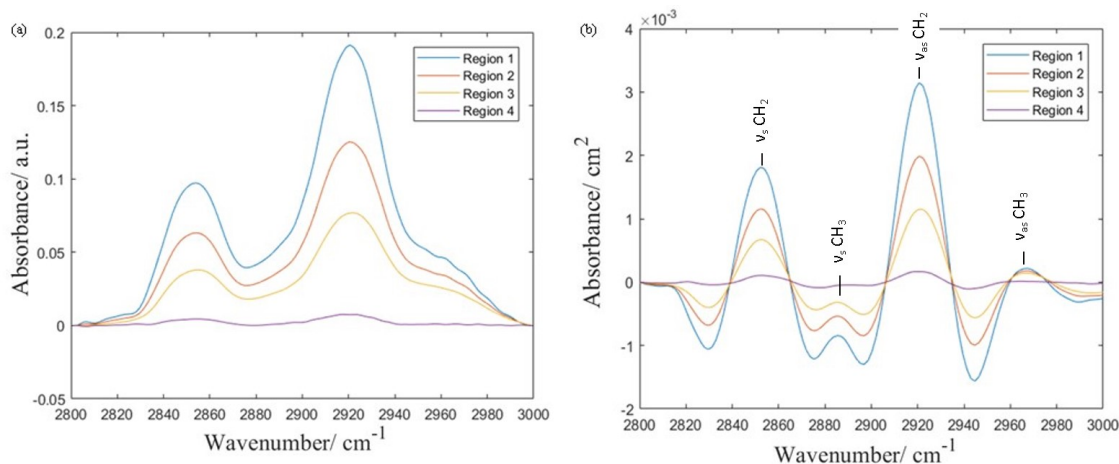 (a)
0.2
0.15
0.1
0.05
0
-0.05
Absorbance/ a.u.
2800 2820 2840 2860 2880 2900 2920 2940 2960 2980 3000
Wavenumber/ cm⁻¹
Region 1
Region 2
Region 3
Region 4
(b)
×10⁻³
4
3
2
1
0
-1
-2
Absorbance/ cm²
2800 2820 2840 2860 2880 2900 2920 2940 2960 2980 3000
Wavenumber/ cm⁻¹
νₛ CH₂
νₛ CH₃
νₐₛ CH₂
νₐₛ CH₃
Region 1
Region 2
Region 3
Region 4